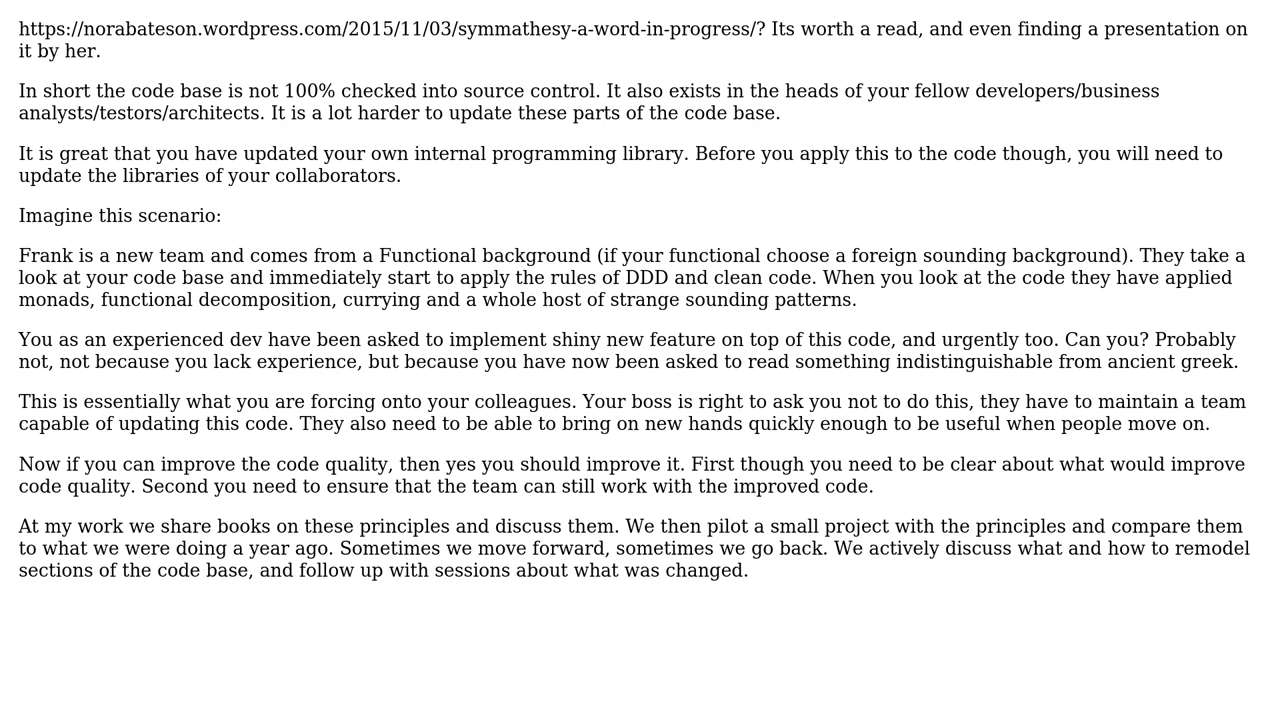 https://norabateson.wordpress.com/2015/11/03/symmathesy-a-word-in-progress/? Its worth a read, and even finding a presentation on
it by her.
In short the code base is not 100% checked into source control. It also exists in the heads of your fellow developers/business
analysts/testors/architects. It is a lot harder to update these parts of the code base.
It is great that you have updated your own internal programming library. Before you apply this to the code though, you will need to
update the libraries of your collaborators.
Imagine this scenario:
Frank is a new team and comes from a Functional background (if your functional choose a foreign sounding background). They take a
look at your code base and immediately start to apply the rules of DDD and clean code. When you look at the code they have applied
monads, functional decomposition, currying and a whole host of strange sounding patterns.
You as an experienced dev have been asked to implement shiny new feature on top of this code, and urgently too. Can you? Probably
not, not because you lack experience, but because you have now been asked to read something indistinguishable from ancient greek.
This is essentially what you are forcing onto your colleagues. Your boss is right to ask you not to do this, they have to maintain a team
capable of updating this code. They also need to be able to bring on new hands quickly enough to be useful when people move on.
Now if you can improve the code quality, then yes you should improve it. First though you need to be clear about what would improve
code quality. Second you need to ensure that the team can still work with the improved code.
At my work we share books on these principles and discuss them. We then pilot a small project with the principles and compare them
to what we were doing a year ago. Sometimes we move forward, sometimes we go back. We actively discuss what and how to remodel
sections of the code base, and follow up with sessions about what was changed.